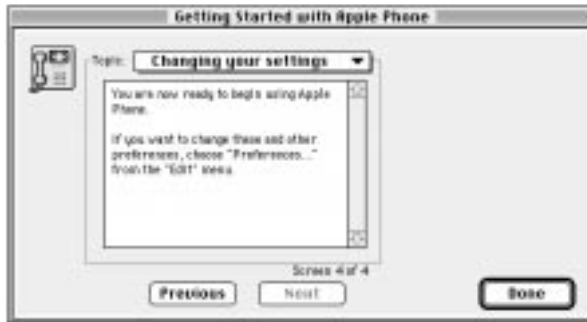 Getting Started with Apple Phone
Topic: Changing your settings
You are now ready to begin using Apple
Phone.
If you want to change these and other
preferences, choose "Preferences..."
from the "Edit" menu.
Screen 4 of 4
Previous
Next
Done